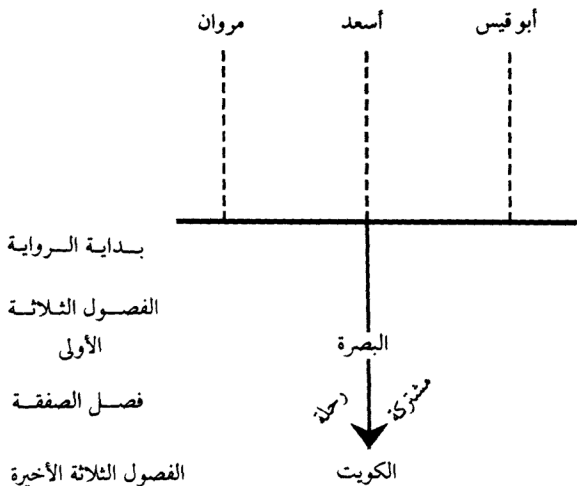 أبو قيس
أسعد
مروان
بداية الرواية
الفصول الثلاثة
الأولى
البصرة
فصل الصفقة
رحلة
مشتركة
الفصول الثلاثة الأخيرة
الكويت